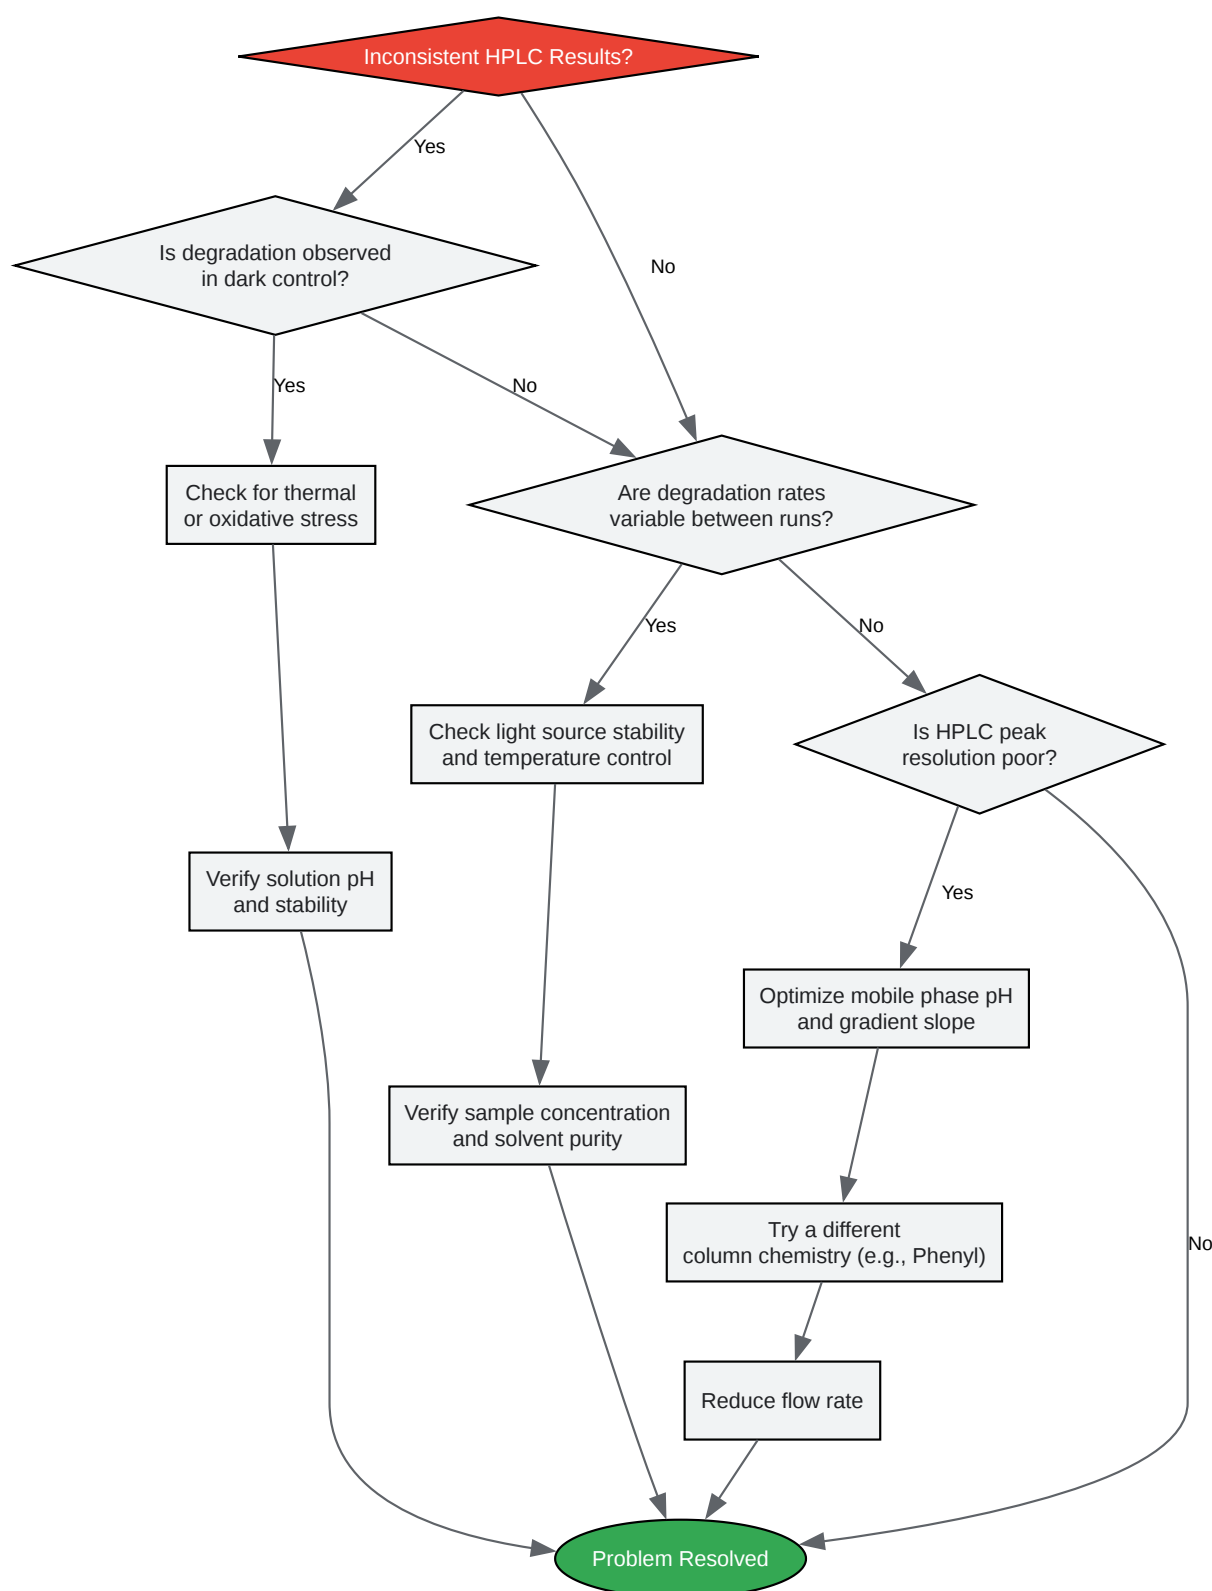 Inconsistent HPLC Results?
Yes
Is degradation observed
in dark control?
No
Yes
No
Check for thermal
or oxidative stress
Are degradation rates
variable between runs?
Yes
No
Check light source stability
and temperature control
Is HPLC peak
resolution poor?
Verify solution pH
and stability
Yes
Optimize mobile phase pH
and gradient slope
Verify sample concentration
and solvent purity
Try a different
column chemistry (e.g., Phenyl)
No
Reduce flow rate
Problem Resolved